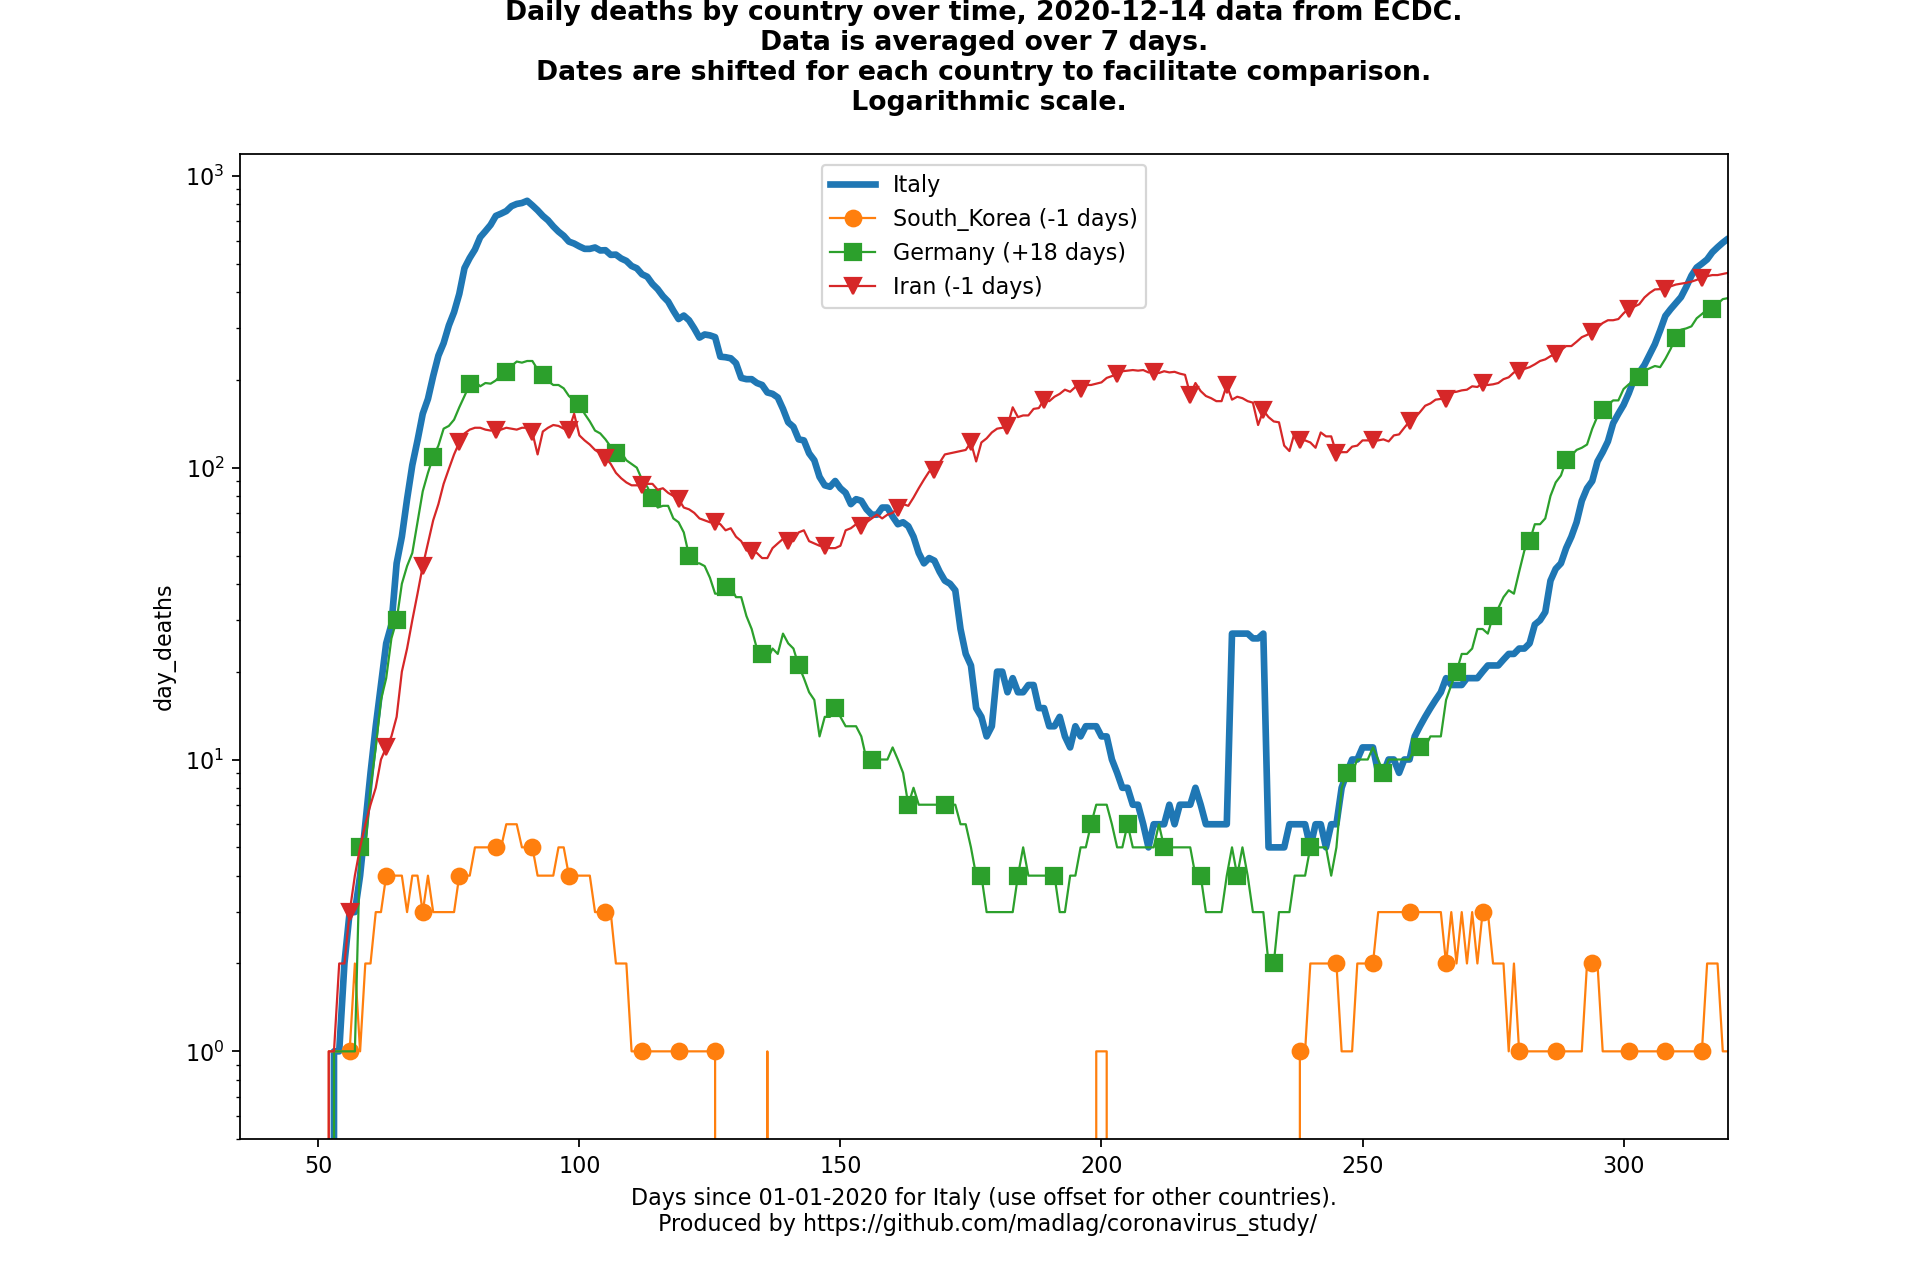 Daily deaths by country over time, 2020-12-14 data from ECDC.
Data is averaged over 7 days.
Dates are shifted for each country to facilitate comparison.
Logarithmic scale.
Italy
South_Korea (-1 days)
Germany (+18 days)
Iran (-1 days)
day_deaths
10³
10²
10¹
10⁰
50 100 150 200 250 300
Days since 01-01-2020 for Italy (use offset for other countries).
Produced by https://github.com/madlag/coronavirus_study/